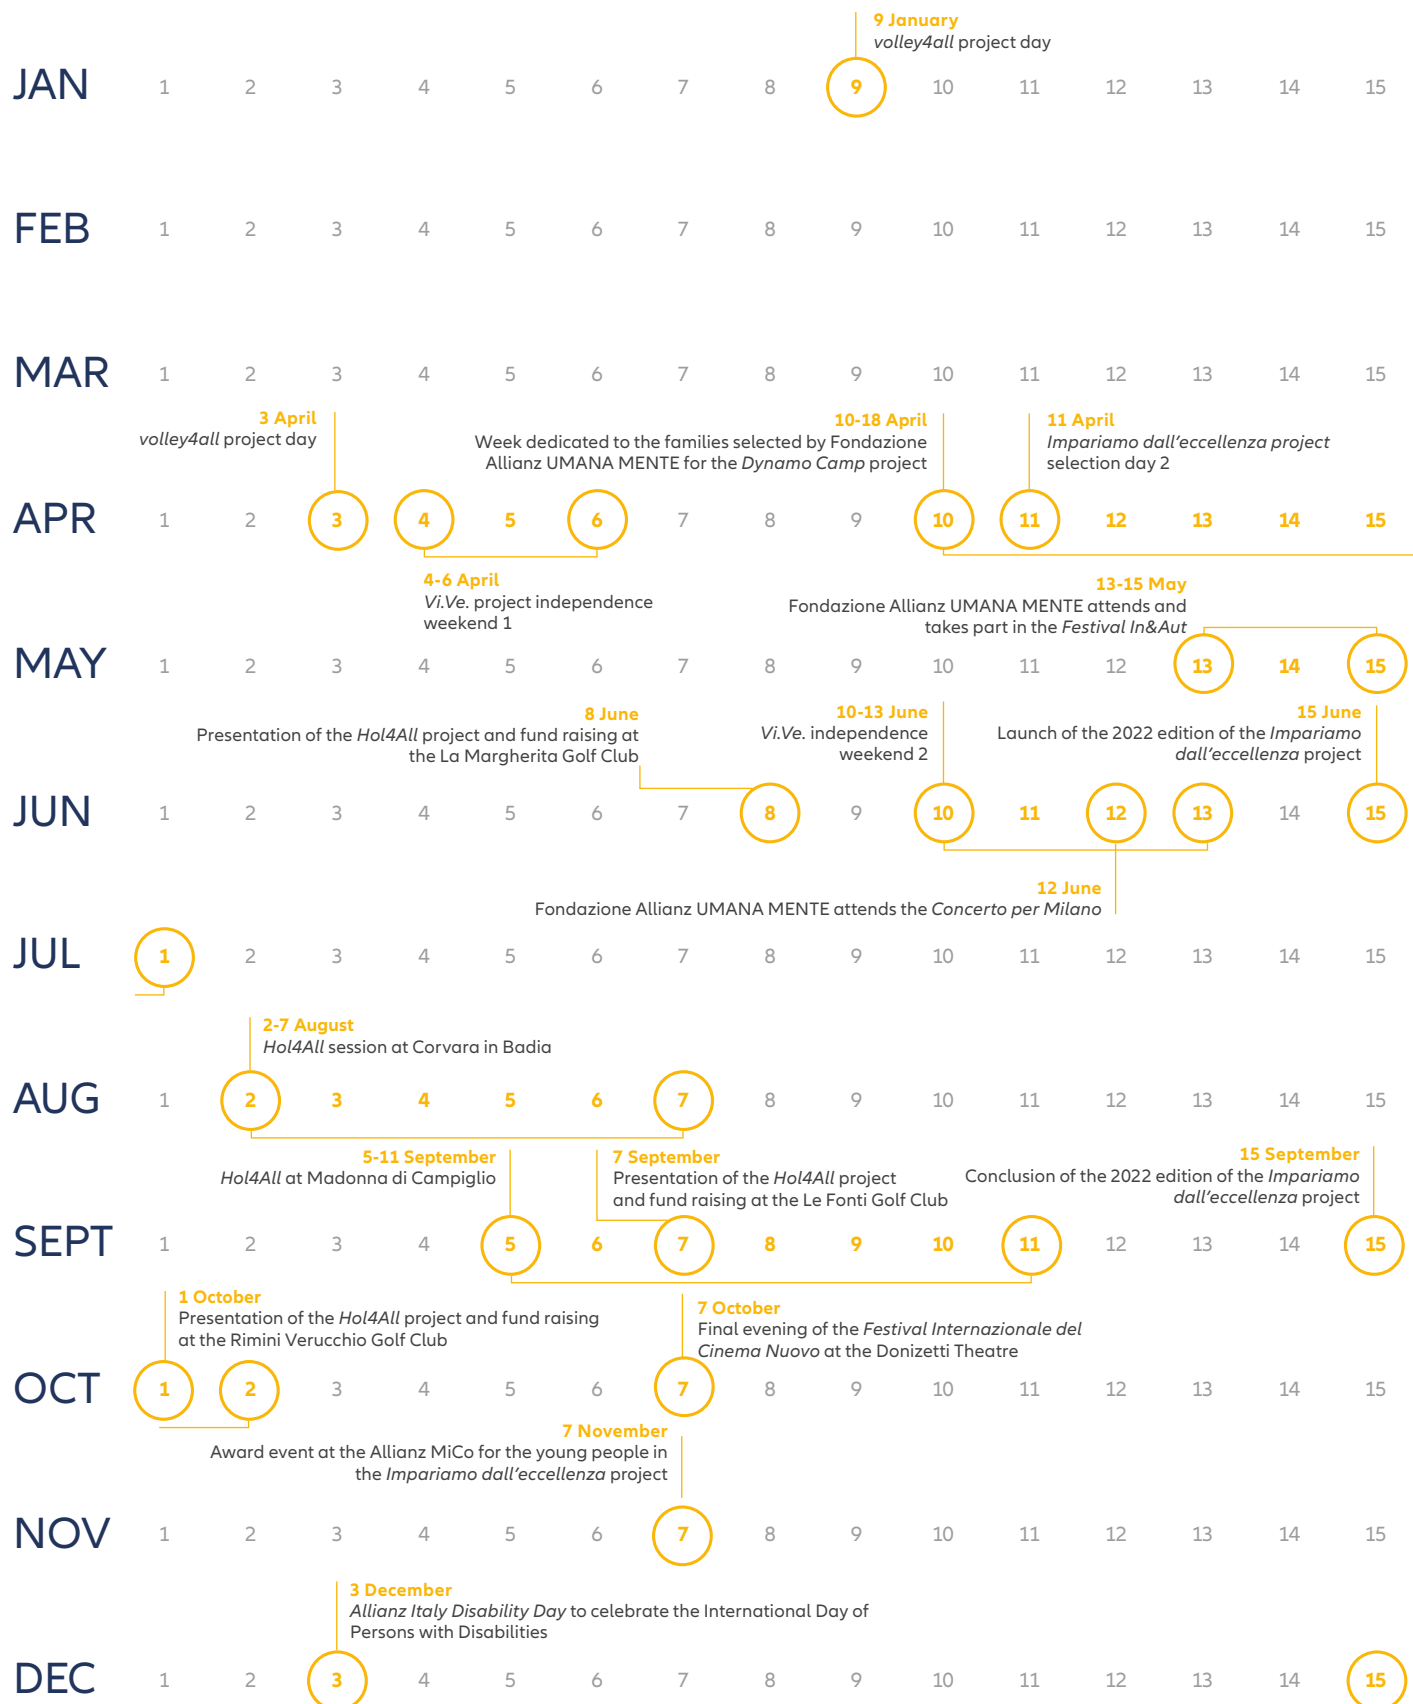 9 January
volley4all project day
JAN 1 2 3 4 5 6 7 8 9 10 11 12 13 14 15
FEB 1 2 3 4 5 6 7 8 9 10 11 12 13 14 15
MAR 1 2 3 4 5 6 7 8 9 10 11 12 13 14 15
3 April
volley4all project day
10-18 April
Week dedicated to the families selected by Fondazione
Allianz UMANA MENTE for the Dynamo Camp project
11 April
Impariamo dall'eccellenza project
selection day 2
APR 1 2 3 4 5 6 7 8 9 10 11 12 13 14 15
4-6 April
Vi.Ve. project independence
weekend 1
13-15 May
Fondazione Allianz UMANA MENTE attends and
takes part in the Festival In&Aut
MAY 1 2 3 4 5 6 7 8 9 10 11 12 13 14 15
8 June
Presentation of the Hol4All project and fund raising at
the La Margherita Golf Club
10-13 June
Vi.Ve. independence
weekend 2
15 June
Launch of the 2022 edition of the Impariamo
dall'eccellenza project
JUN 1 2 3 4 5 6 7 8 9 10 11 12 13 14 15
12 June
Fondazione Allianz UMANA MENTE attends the Concerto per Milano
JUL 1 2 3 4 5 6 7 8 9 10 11 12 13 14 15
2-7 August
Hol4All session at Corvara in Badia
AUG 1 2 3 4 5 6 7 8 9 10 11 12 13 14 15
5-11 September
Hol4All at Madonna di Campiglio
7 September
Presentation of the Hol4All project
and fund raising at the Le Fonti Golf Club
15 September
Conclusion of the 2022 edition of the Impariamo
dall'eccellenza project
SEPT 1 2 3 4 5 6 7 8 9 10 11 12 13 14 15
1 October
Presentation of the Hol4All project and fund raising
at the Rimini Verucchio Golf Club
7 October
Final evening of the Festival Internazionale del
Cinema Nuovo at the Donizetti Theatre
OCT 1 2 3 4 5 6 7 8 9 10 11 12 13 14 15
7 November
Award event at the Allianz MiCo for the young people in
the Impariamo dall'eccellenza project
NOV 1 2 3 4 5 6 7 8 9 10 11 12 13 14 15
3 December
Allianz Italy Disability Day to celebrate the International Day of
Persons with Disabilities
DEC 1 2 3 4 5 6 7 8 9 10 11 12 13 14 15